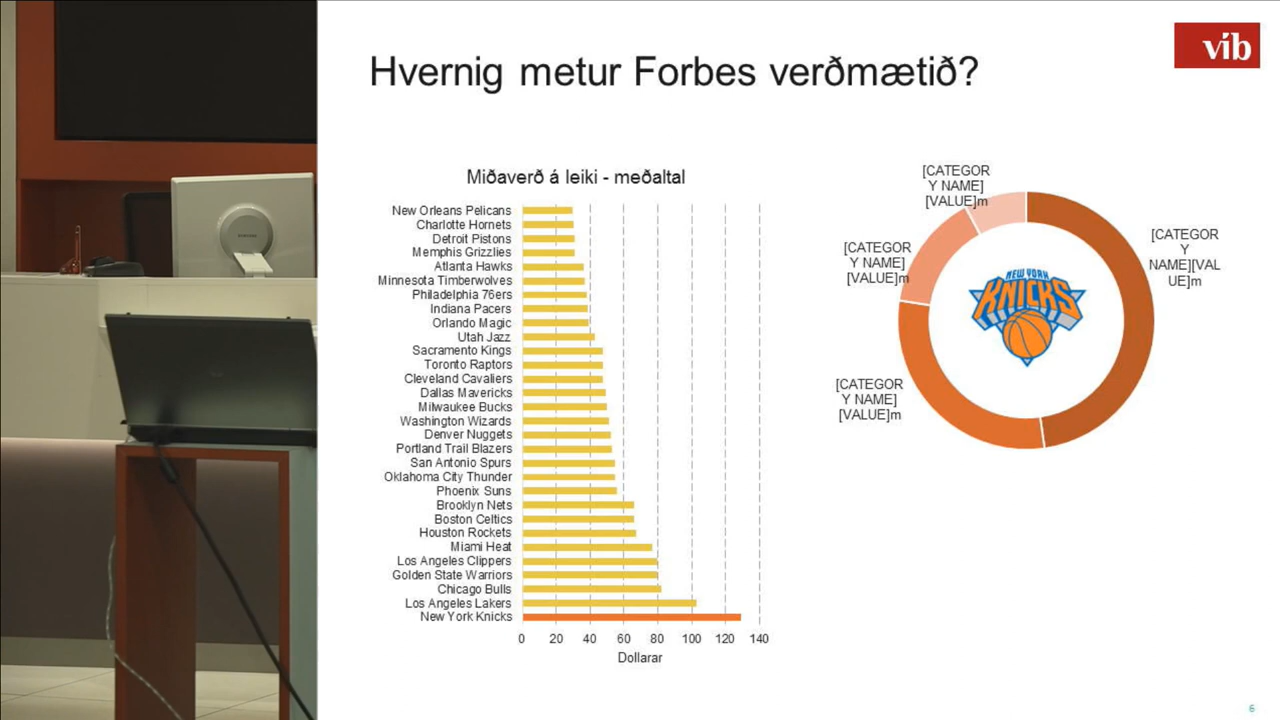 Hvernig metur Forbes verðmætið?
víb
Miðaverð á leiki - meðaltal
New Orleans Pelicans
Charlotte Hornets
Detroit Pistons
Memphis Grizzlies
Atlanta Hawks
Minnesota Timberwolves
Philadelphia 76ers
Indiana Pacers
Orlando Magic
Utah Jazz
Sacramento Kings
Toronto Raptors
Cleveland Cavaliers
Dallas Mavericks
Milwaukee Bucks
Washington Wizards
Denver Nuggets
Portland Trail Blazers
San Antonio Spurs
Oklahoma City Thunder
Phoenix Suns
Brooklyn Nets
Boston Celtics
Houston Rockets
Miami Heat
Los Angeles Clippers
Golden State Warriors
Chicago Bulls
Los Angeles Lakers
New York Knicks
0 20 40 60 80 100 120 140
Dollarar
[CATEGOR
Y NAME]
[VALUE]m
[CATEGOR
Y
NAME][VAL
UE]m
[CATEGOR
Y NAME]
[VALUE]m
[CATEGOR
Y NAME]
[VALUE]m
NEW YORK
KNICKS
6